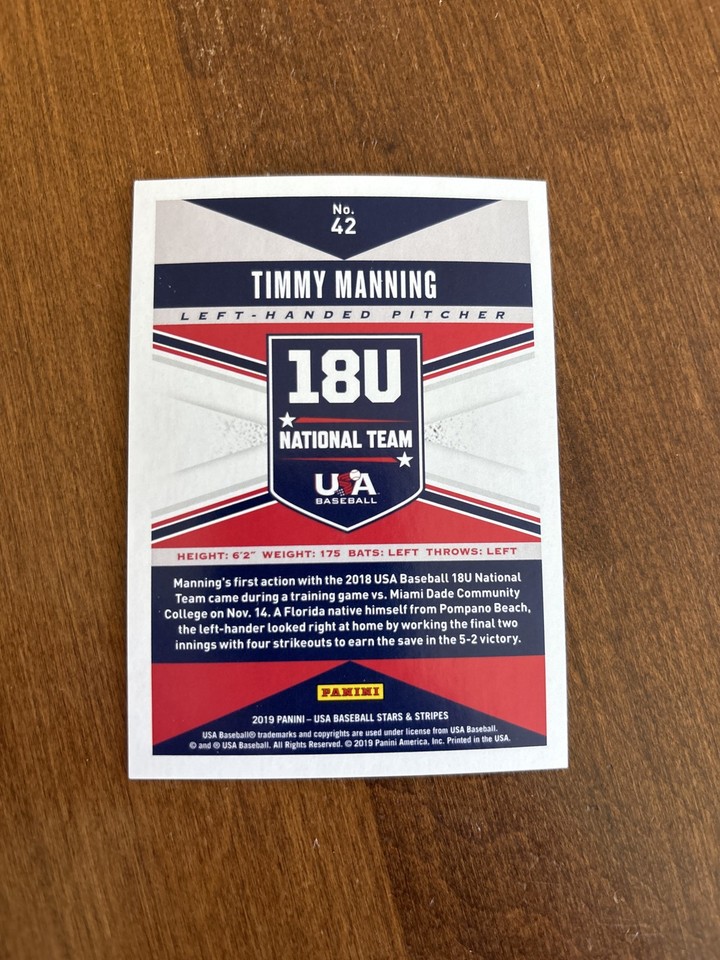 No.
42
TIMMY MANNING
LEFT-HANDED PITCHER
18U
NATIONAL TEAM
USA
BASEBALL
HEIGHT: 6'2" WEIGHT: 175 BATS: LEFT THROWS: LEFT
Manning's first action with the 2018 USA Baseball 18U National
Team came during a training game vs. Miami Dade Community
College on Nov. 14. A Florida native himself from Pompano Beach,
the left-hander looked right at home by working the final two
innings with four strikeouts to earn the save in the 5-2 victory.
PANINI
2019 PANINI – USA BASEBALL STARS & STRIPES
USA Baseball® trademarks and copyrights are used under license from USA Baseball.
© and ® USA Baseball. All Rights Reserved. © 2019 Panini America, Inc. Printed in the USA.